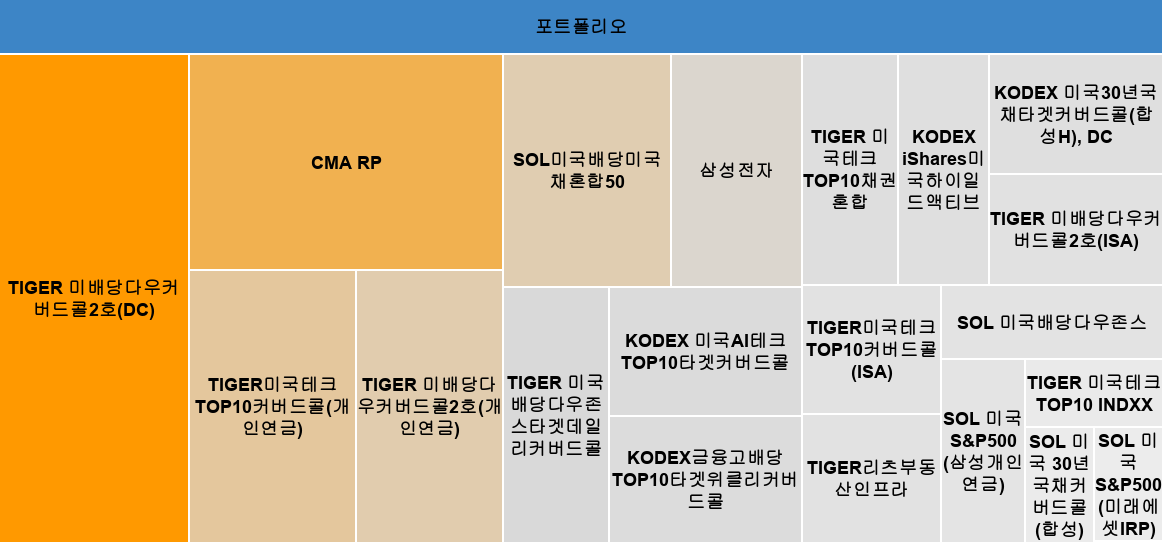 포트폴리오
TIGER 미배당다우커
버드콜2호(DC)
CMA RP
TIGER미국테크
TOP10커버드콜(개
인연금)
TIGER 미배당다
우커버드콜2호(개
인연금)
SOL미국배당미국
채혼합50
삼성전자
TIGER 미국
배당다우존
스타겟데일
리커버드콜
KODEX 미국AI테크
TOP10타겟커버드콜
KODEX금융고배당
TOP10타겟위클리커버
드콜
TIGER 미
국테크
TOP10채권
혼합
KODEX
iShares미
국하이일
드액티브
KODEX 미국30년국
채타겟커버드콜(합
성H), DC
TIGER 미배당다우커
버드콜2호(ISA)
TIGER미국테크
TOP10커버드콜
(ISA)
TIGER리츠부동
산인프라
SOL 미국배당다우존스
SOL 미국
S&P500
(삼성개인
연금)
TIGER 미국테크
TOP10 INDXX
SOL 미
국 30년
국채커
버드콜
(합성)
SOL 미
국
S&P500
(미래에
셋IRP)